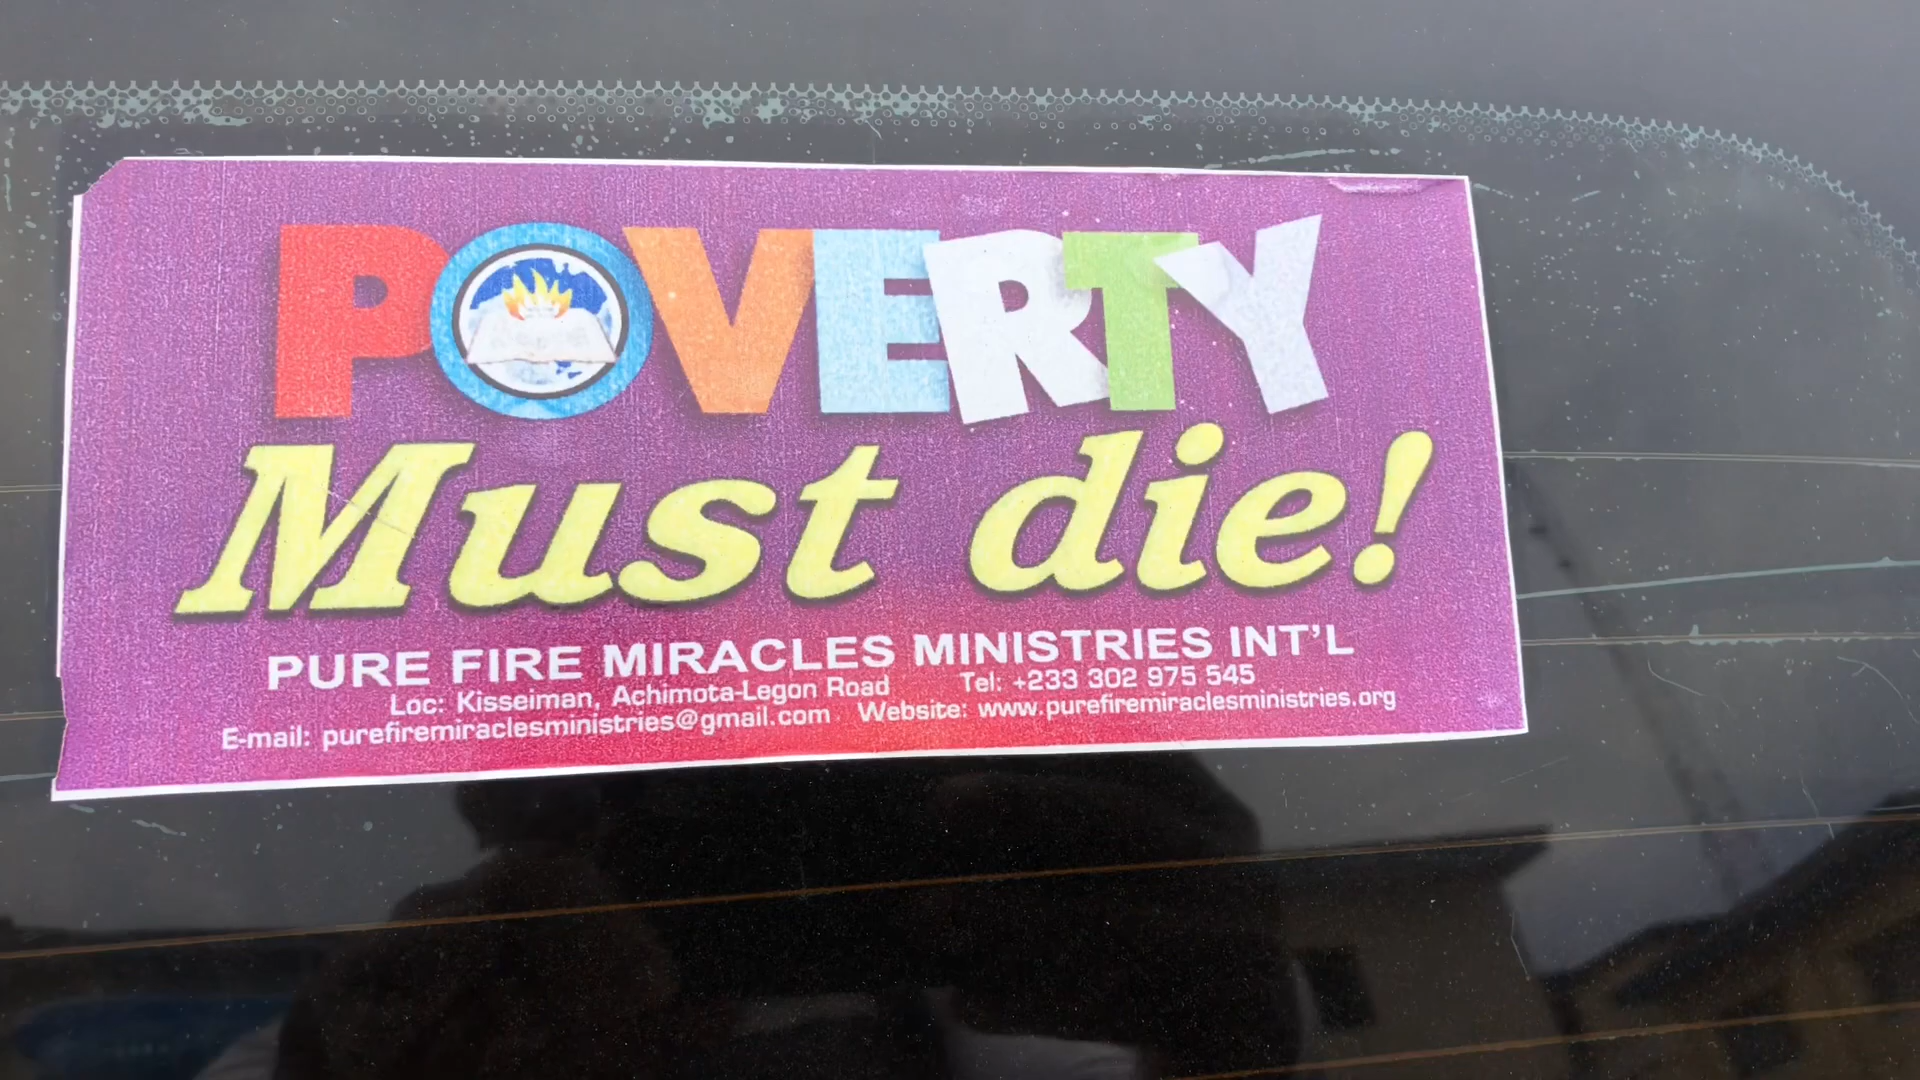 POVERTY
Must die!
PURE FIRE MIRACLES MINISTRIES INT'L
Loc: Kisseiman, Achimota-Legon Road Tel: +233 302 975 545
E-mail: purefiremiraclesministries@gmail.com Website: www.purefiremiraclesministries.org